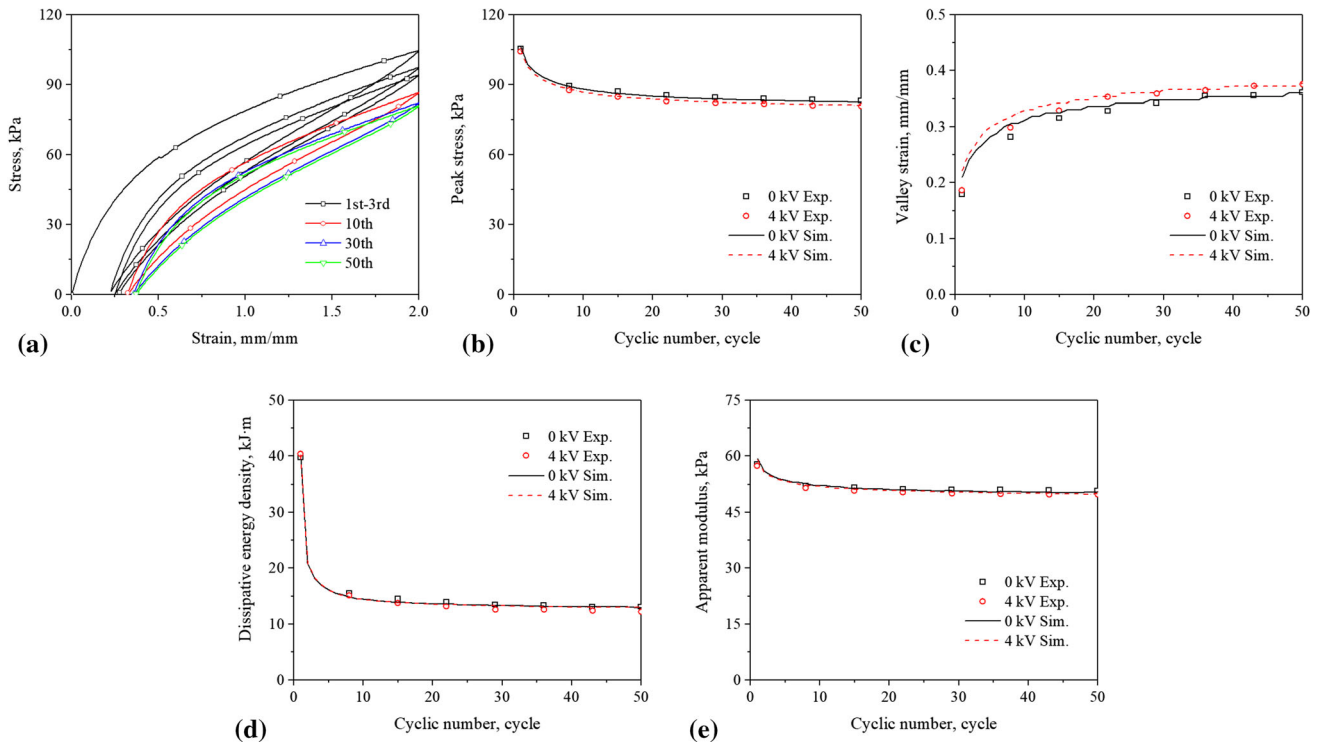 120
90
60
30
0
Stress, kPa
0.0
0.5
1.0
1.5
2.0
Strain, mm/mm
1st-3rd
10th
30th
50th
(a)
120
90
60
30
0
Peak stress, kPa
0
10
20
30
40
50
Cyclic number, cycle
0 kV Exp.
4 kV Exp.
0 kV Sim.
4 kV Sim.
(b)
0.5
0.4
0.3
0.2
0.1
0.0
Valley strain, mm/mm
0
10
20
30
40
50
Cyclic number, cycle
0 kV Exp.
4 kV Exp.
0 kV Sim.
4 kV Sim.
(c)
50
40
30
20
10
0
Dissipative energy density, kJ·m
0
10
20
30
40
50
Cyclic number, cycle
0 kV Exp.
4 kV Exp.
0 kV Sim.
4 kV Sim.
(d)
75
60
45
30
15
0
Apparent modulus, kPa
0
10
20
30
40
50
Cyclic number, cycle
0 kV Exp.
4 kV Exp.
0 kV Sim.
4 kV Sim.
(e)